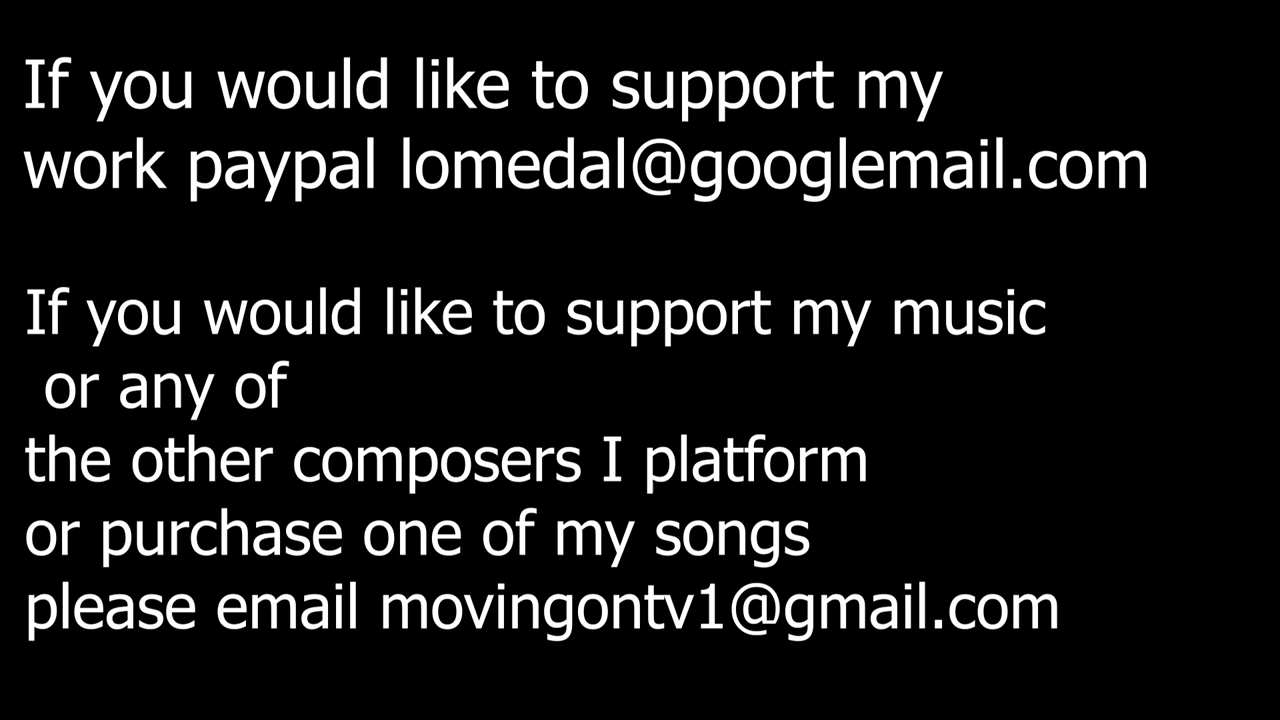 If you would like to support my
work paypal lomedal@googlemail.com
If you would like to support my music
or any of
the other composers I platform
or purchase one of my songs
please email movingontv1@gmail.com